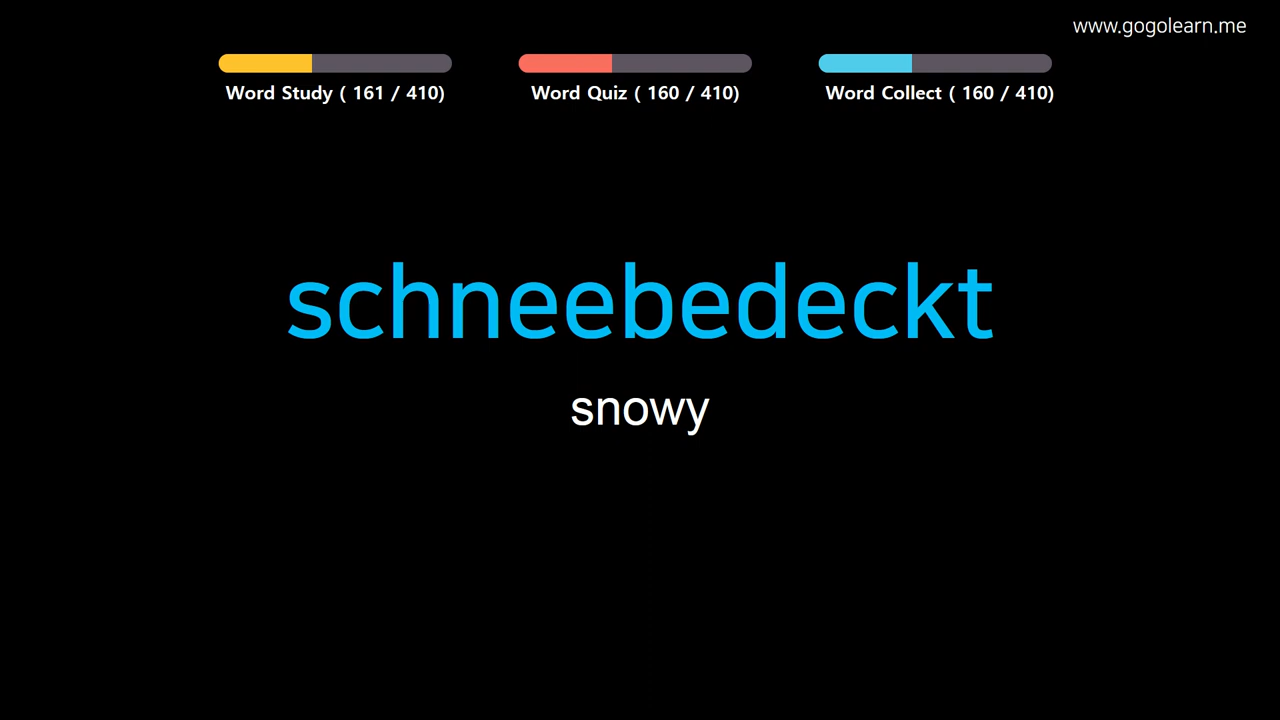 www.gogolearn.me
Word Study ( 161 / 410)
Word Quiz ( 160 / 410)
Word Collect ( 160 / 410)
schneebedeckt
snowy